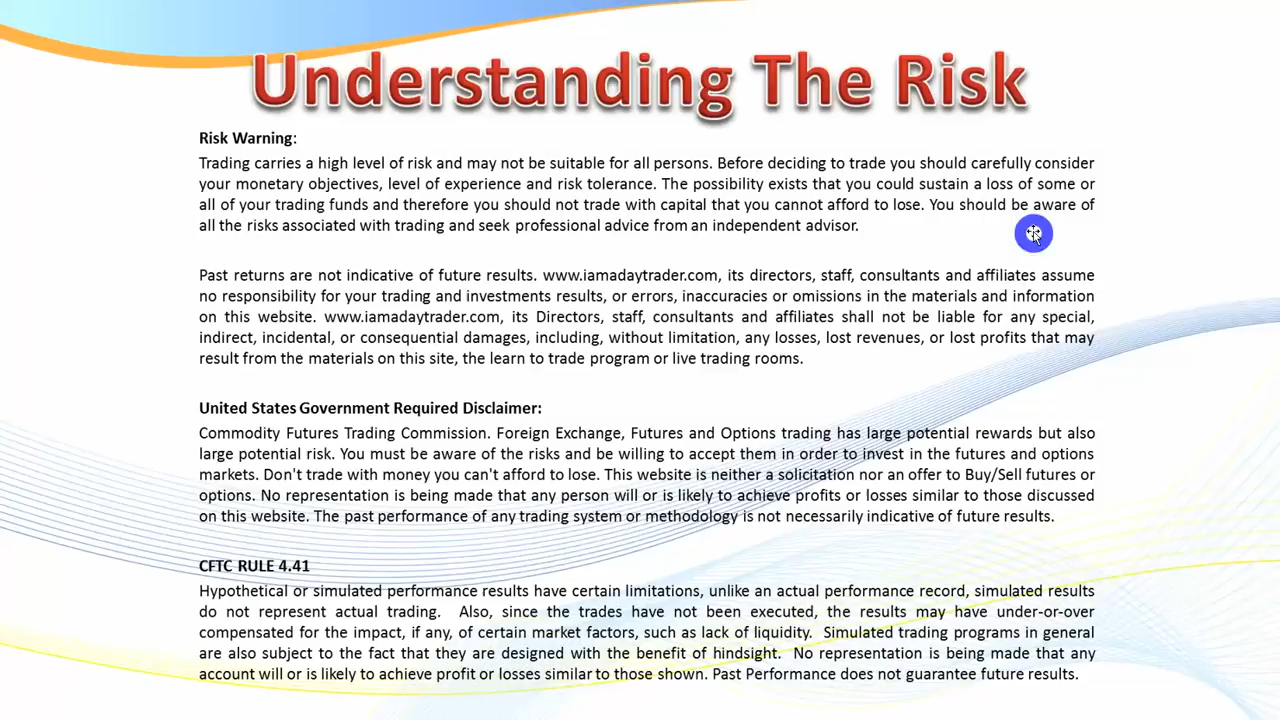 Understanding The Risk
Risk Warning:
Trading carries a high level of risk and may not be suitable for all persons. Before deciding to trade you should carefully consider
your monetary objectives, level of experience and risk tolerance. The possibility exists that you could sustain a loss of some or
all of your trading funds and therefore you should not trade with capital that you cannot afford to lose. You should be aware of
all the risks associated with trading and seek professional advice from an independent advisor.
Past returns are not indicative of future results. www.iamadaytrader.com, its directors, staff, consultants and affiliates assume
no responsibility for your trading and investments results, or errors, inaccuracies or omissions in the materials and information
on this website. www.iamadaytrader.com, its Directors, staff, consultants and affiliates shall not be liable for any special,
indirect, incidental, or consequential damages, including, without limitation, any losses, lost revenues, or lost profits that may
result from the materials on this site, the learn to trade program or live trading rooms.
United States Government Required Disclaimer:
Commodity Futures Trading Commission. Foreign Exchange, Futures and Options trading has large potential rewards but also
large potential risk. You must be aware of the risks and be willing to accept them in order to invest in the futures and options
markets. Don't trade with money you can't afford to lose. This website is neither a solicitation nor an offer to Buy/Sell futures or
options. No representation is being made that any person will or is likely to achieve profits or losses similar to those discussed
on this website. The past performance of any trading system or methodology is not necessarily indicative of future results.
CFTC RULE 4.41
Hypothetical or simulated performance results have certain limitations, unlike an actual performance record, simulated results
do not represent actual trading. Also, since the trades have not been executed, the results may have under-or-over
compensated for the impact, if any, of certain market factors, such as lack of liquidity. Simulated trading programs in general
are also subject to the fact that they are designed with the benefit of hindsight. No representation is being made that any
account will or is likely to achieve profit or losses similar to those shown. Past Performance does not guarantee future results.